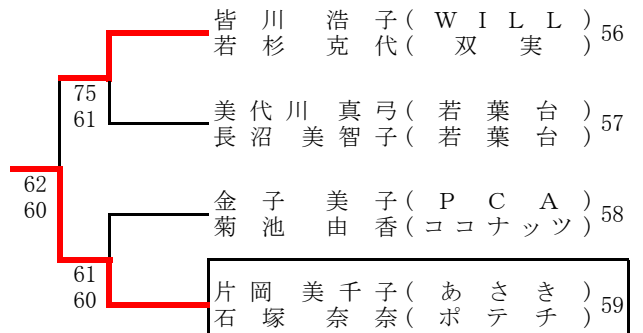 皆川 浩子(WILL)
若杉 克代(双実) 56
75
61
美代川 真弓(若葉台)
長沼 美智子(若葉台) 57
62
60
金子 美子(PCA)
菊池 由香(ココナッツ) 58
61
60
片岡 美千子(あさき)
石塚 奈奈(ポテチ) 59